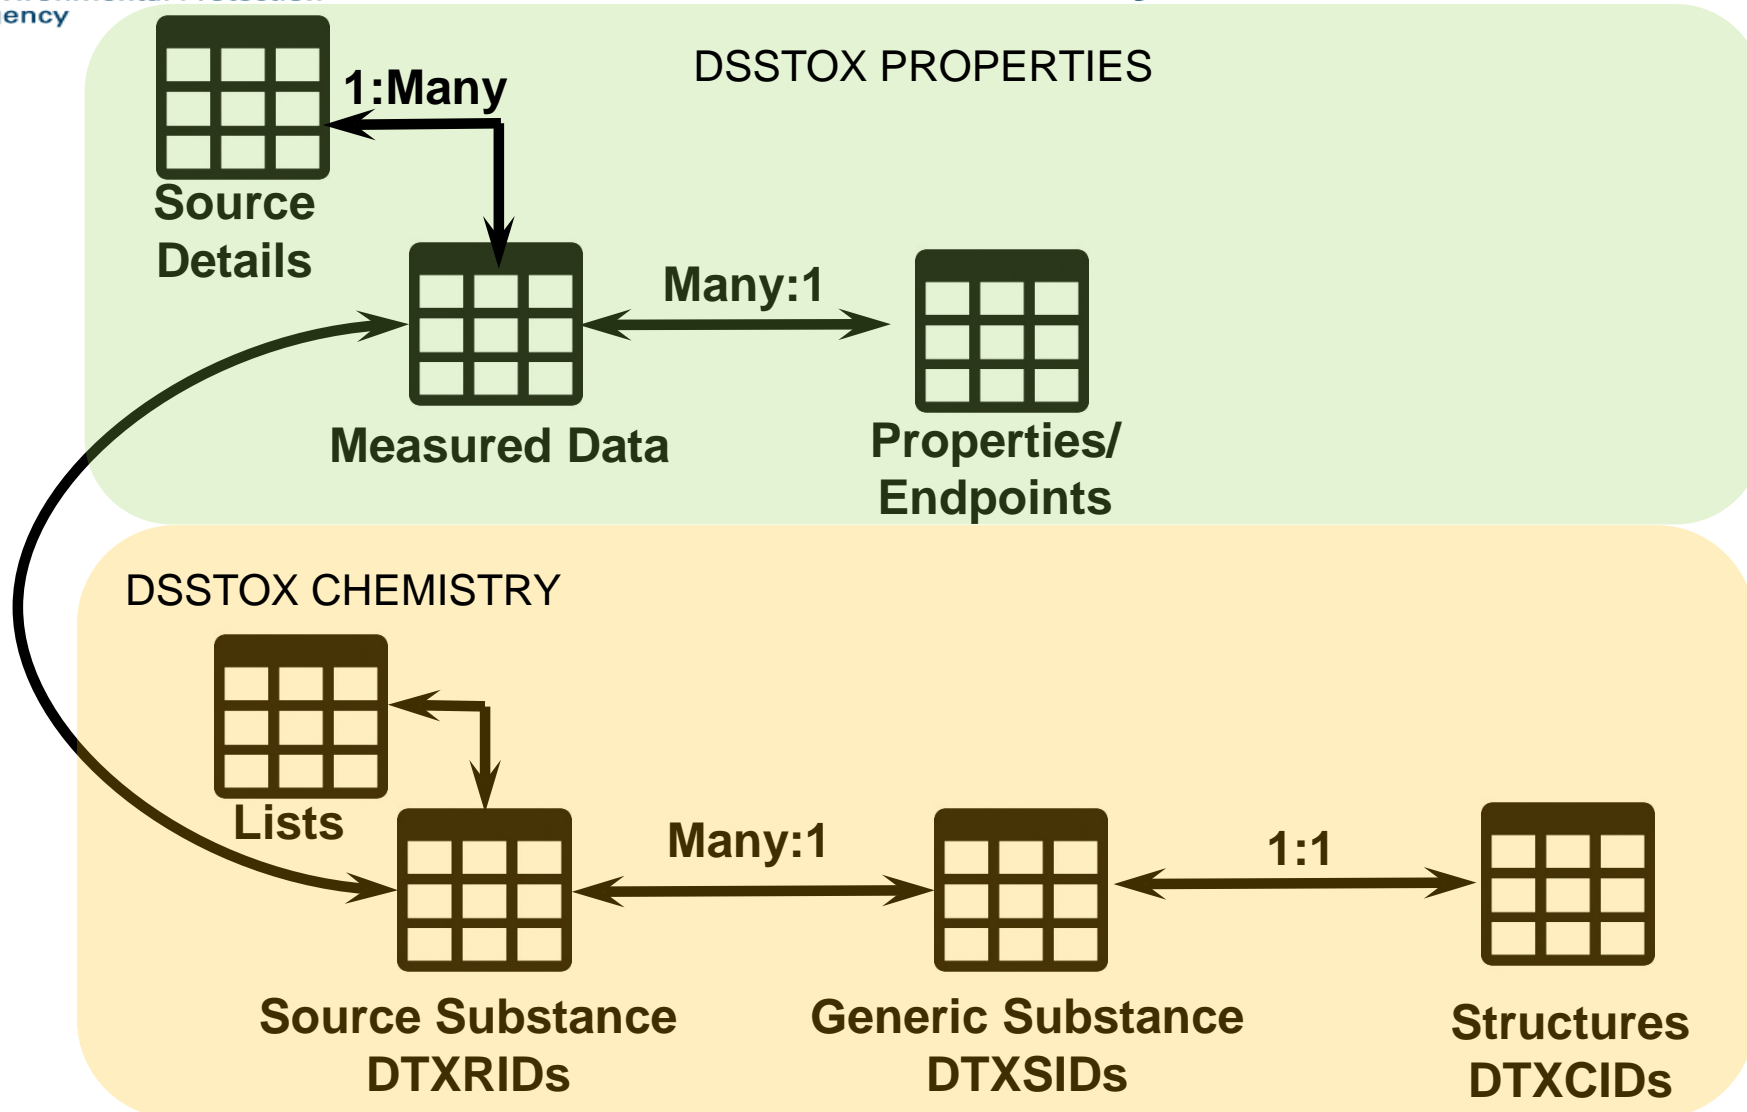 gency
DSSTOX PROPERTIES
1:Many
Source
Details
Many:1
Measured Data
Properties/
Endpoints
DSSTOX CHEMISTRY
Lists
Many:1
1:1
Source Substance
DTXRIDs
Generic Substance
DTXSIDs
Structures
DTXCIDs